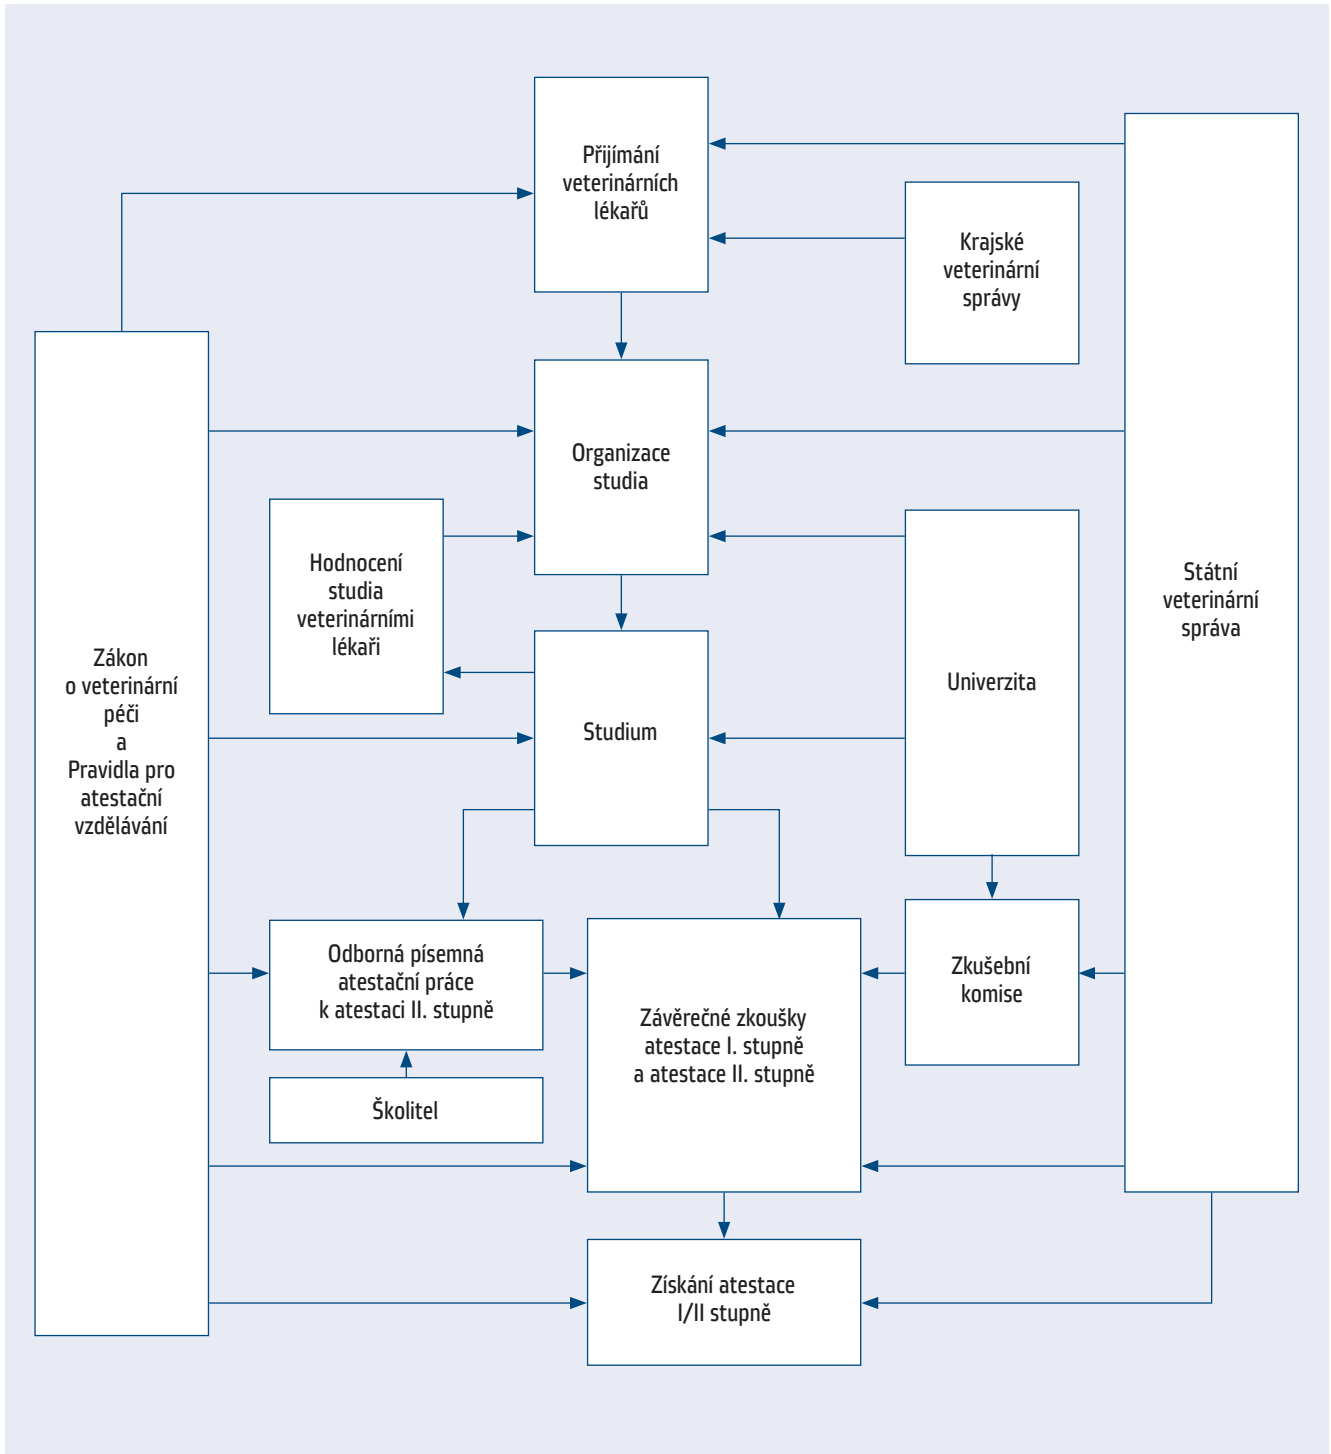 Přijímání
veterinárních
lékařů
Krajské
veterinární
správy
Organizace
studia
Hodnocení
studia
veterinárními
lékaři
Státní
veterinární
správa
Zákon
o veterinární
péči
a
Pravidla pro
atestační
vzdělávání
Univerzita
Studium
Odborná písemná
atestační práce
k atestaci II. stupně
Zkušební
komise
Závěrečné zkoušky
atestace I. stupně
a atestace II. stupně
Školitel
Získání atestace
I/II stupně